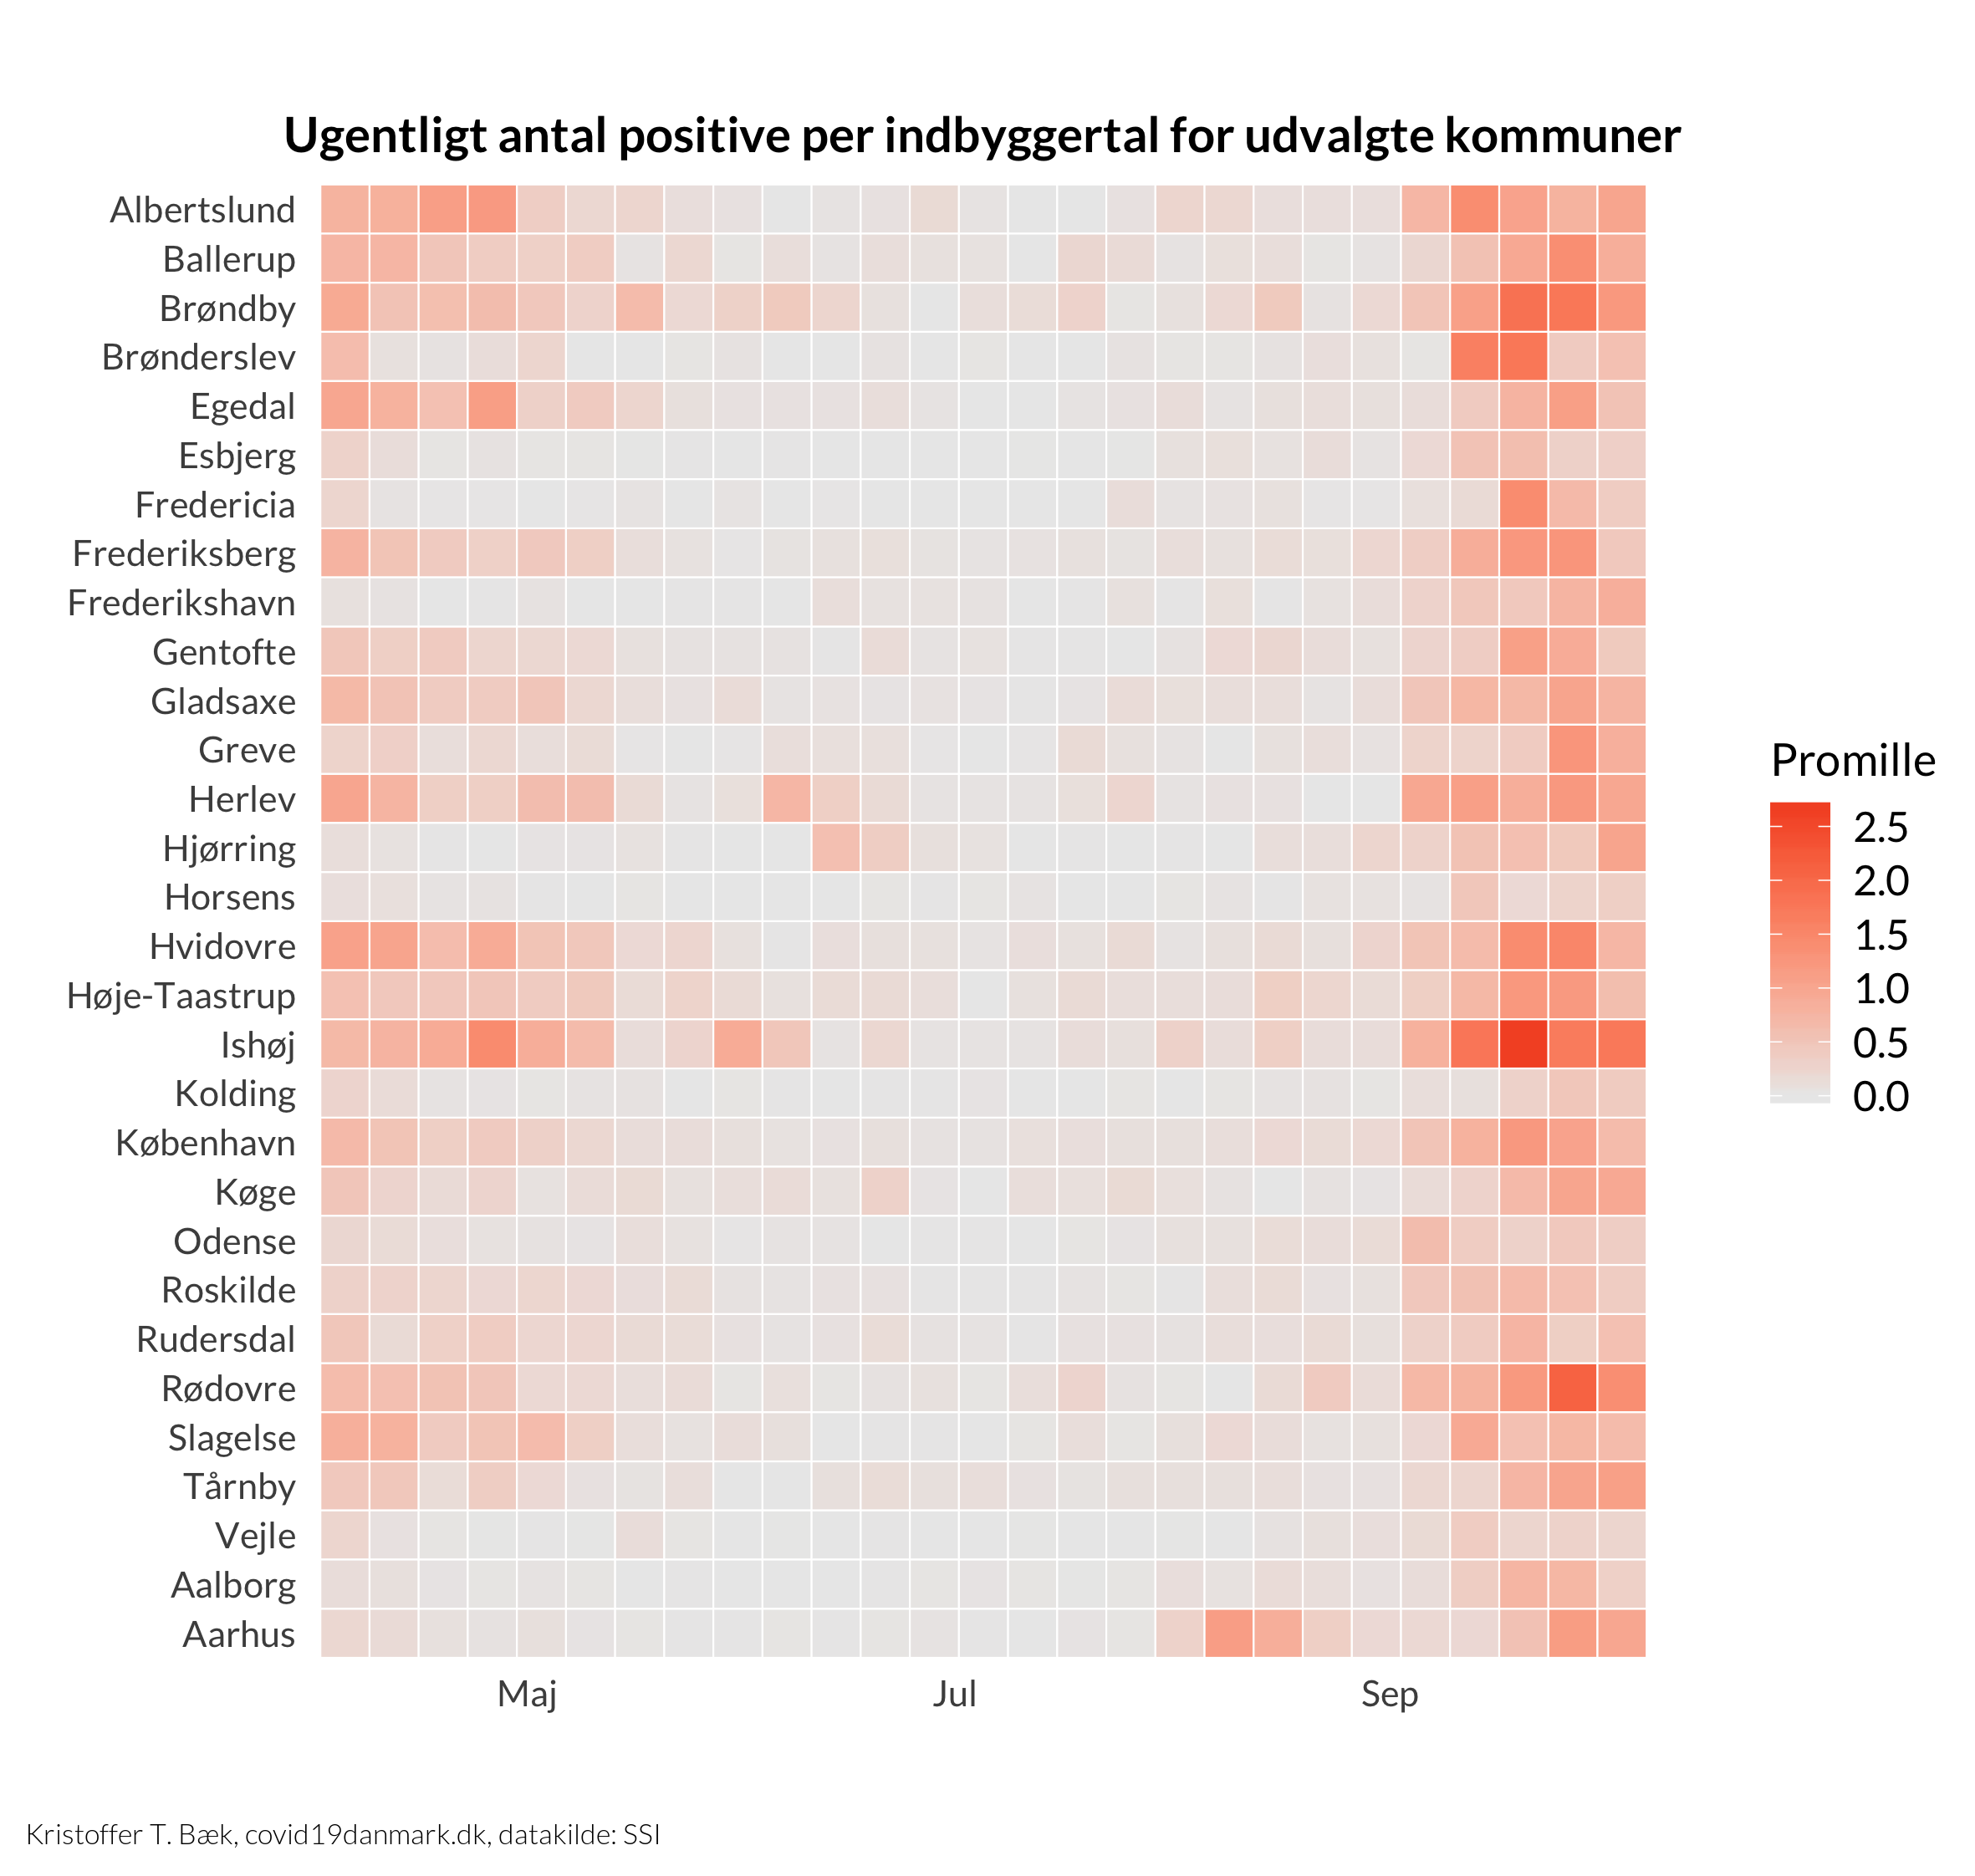 Ugentligt antal positive per indbyggertal for udvalgte kommuner
Albertslund
Ballerup
Brøndby
Brønderslev
Egedal
Esbjerg
Fredericia
Frederiksberg
Frederikshavn
Gentofte
Gladsaxe
Greve
Herlev
Hjørring
Horsens
Hvidovre
Høje-Taastrup
Ishøj
Kolding
København
Køge
Odense
Roskilde
Rudersdal
Rødovre
Slagelse
Tårnby
Vejle
Aalborg
Aarhus
Maj
Jul
Sep
Promille
2.5
2.0
1.5
1.0
0.5
0.0
Kristoffer T. Bæk, covid19danmark.dk, datakilde: SSI